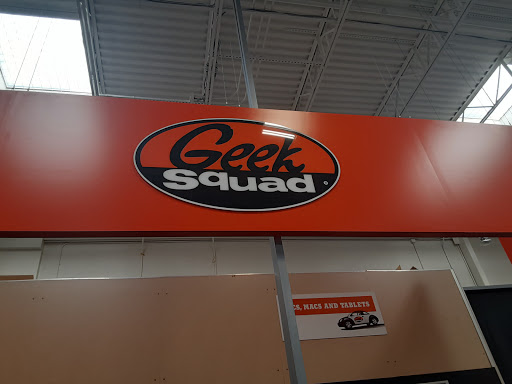 Geek
Squad
MACS AND TABLETS